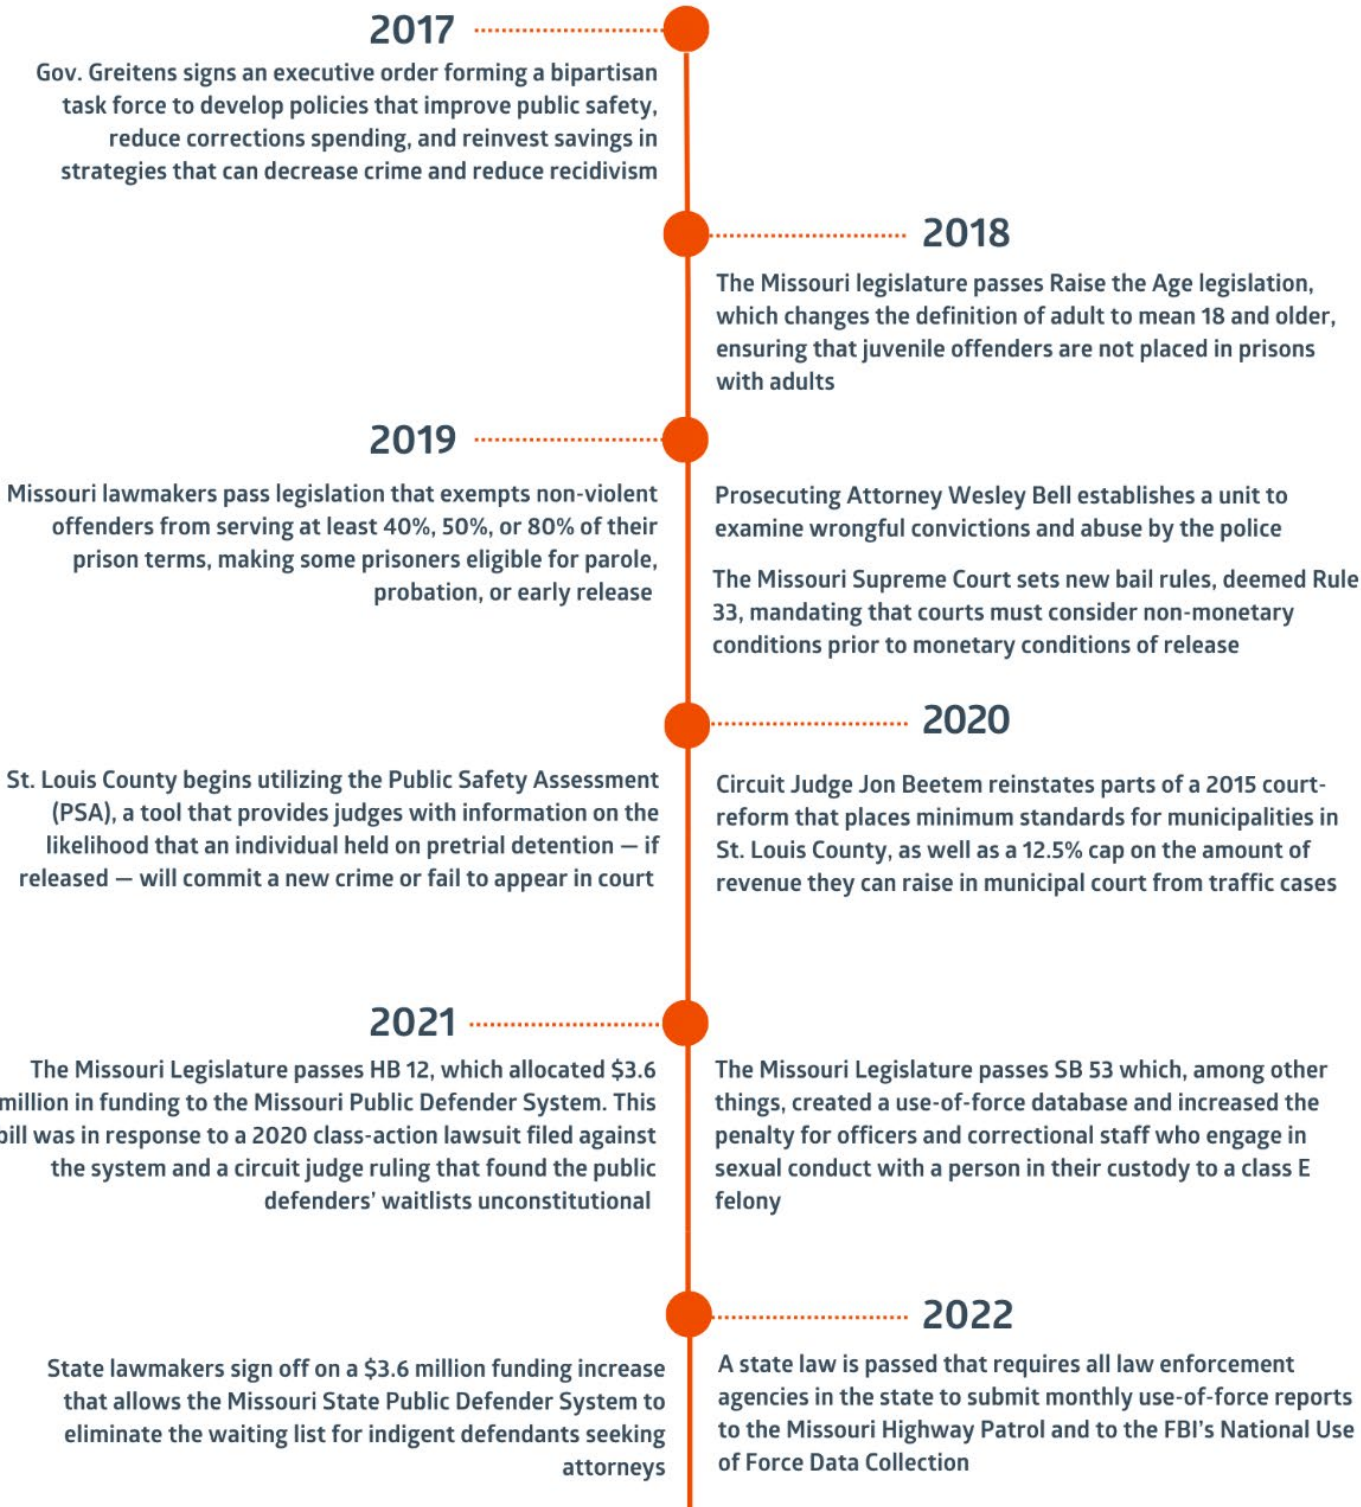 2017
Gov. Greitens signs an executive order forming a bipartisan
task force to develop policies that improve public safety,
reduce corrections spending, and reinvest savings in
strategies that can decrease crime and reduce recidivism
2018
The Missouri legislature passes Raise the Age legislation,
which changes the definition of adult to mean 18 and older,
ensuring that juvenile offenders are not placed in prisons
with adults
2019
Missouri lawmakers pass legislation that exempts non-violent
offenders from serving at least 40%, 50%, or 80% of their
prison terms, making some prisoners eligible for parole,
probation, or early release
Prosecuting Attorney Wesley Bell establishes a unit to
examine wrongful convictions and abuse by the police
The Missouri Supreme Court sets new bail rules, deemed Rule
33, mandating that courts must consider non-monetary
conditions prior to monetary conditions of release
2020
St. Louis County begins utilizing the Public Safety Assessment
(PSA), a tool that provides judges with information on the
likelihood that an individual held on pretrial detention — if
released — will commit a new crime or fail to appear in court
Circuit Judge Jon Beetem reinstates parts of a 2015 court-
reform that places minimum standards for municipalities in
St. Louis County, as well as a 12.5% cap on the amount of
revenue they can raise in municipal court from traffic cases
2021
The Missouri Legislature passes HB 12, which allocated $3.6
million in funding to the Missouri Public Defender System. This
bill was in response to a 2020 class-action lawsuit filed against
the system and a circuit judge ruling that found the public
defenders’ waitlists unconstitutional
The Missouri Legislature passes SB 53 which, among other
things, created a use-of-force database and increased the
penalty for officers and correctional staff who engage in
sexual conduct with a person in their custody to a class E
felony
2022
State lawmakers sign off on a $3.6 million funding increase
that allows the Missouri State Public Defender System to
eliminate the waiting list for indigent defendants seeking
attorneys
A state law is passed that requires all law enforcement
agencies in the state to submit monthly use-of-force reports
to the Missouri Highway Patrol and to the FBI’s National Use
of Force Data Collection